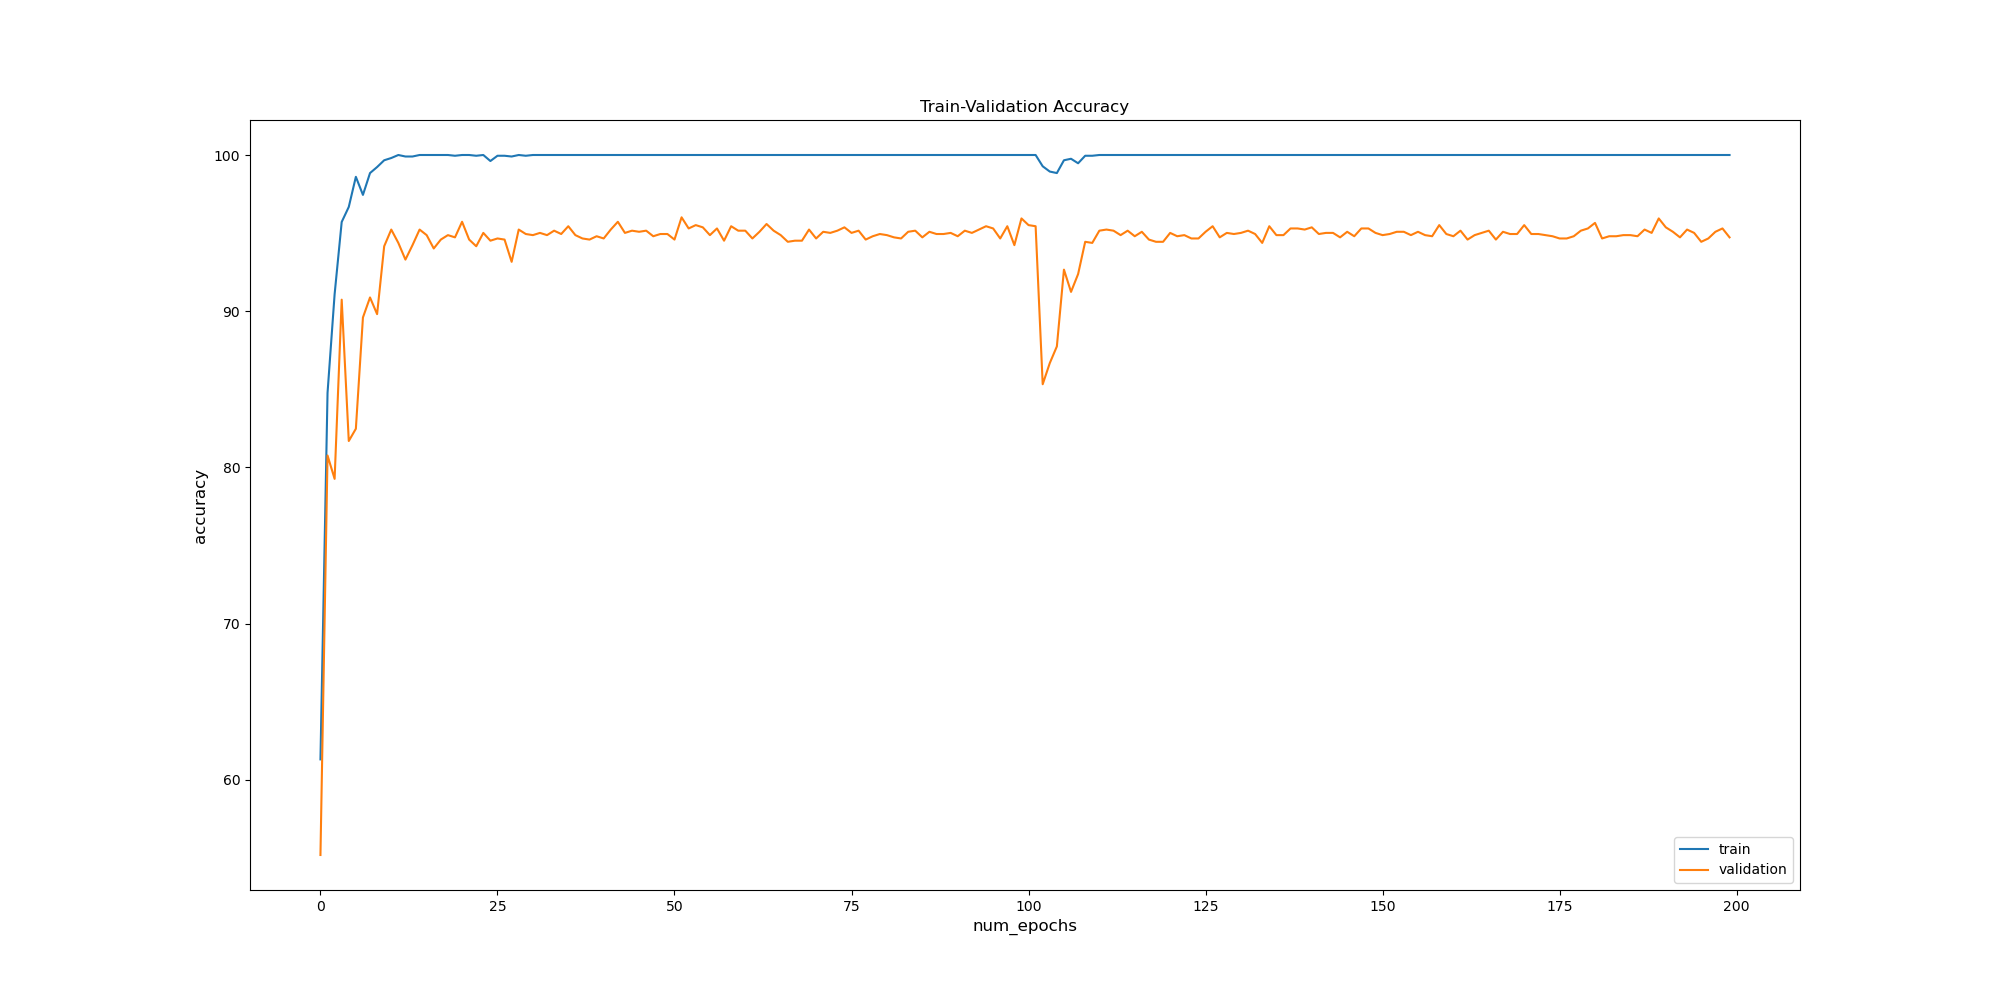 Train-Validation Accuracy
100
90
80
70
60
accuracy
0 25 50 75 100 125 150 175 200
num_epochs
train
validation